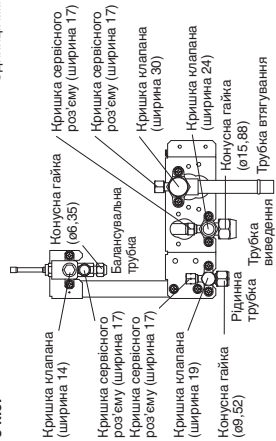 Кришка клапана
(ширина 14)
Кришка сервісного
роз'єму (ширина 17)
Кришка сервісного
роз'єму (ширина 17)
Кришка клапана
(ширина 19)
Конусна гайка
(ø9,52)
Конусна гайка
(ø6,35)
Балансувальна
трубка
Рідинна
трубка
Трубка
виведення
Кришка сервісного
роз'єму (ширина 17)
Кришка сервісного
роз'єму (ширина 17)
Кришка клапана
(ширина 30)
Кришка клапана
(ширина 24)
Конусна гайка
(ø15,88)
Трубка втягування